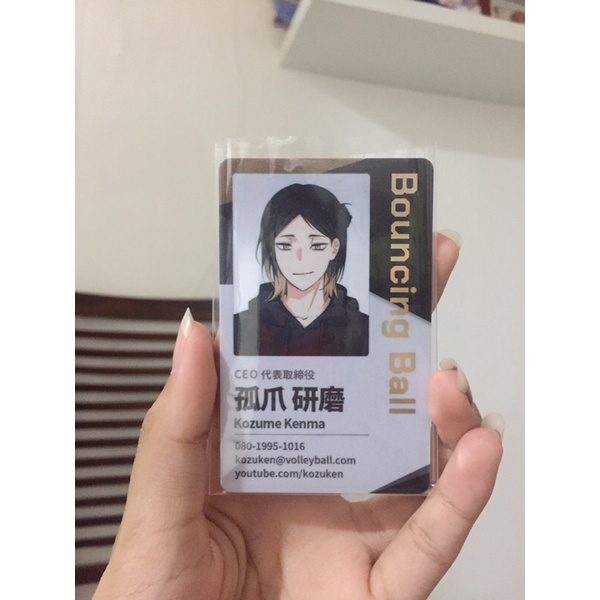 Bouncing Ball
CEO 代表取締役
孤爪 研磨
Kozume Kenma
080-1995-1016
kozuken@volleyball.com
youtube.com/kozuken